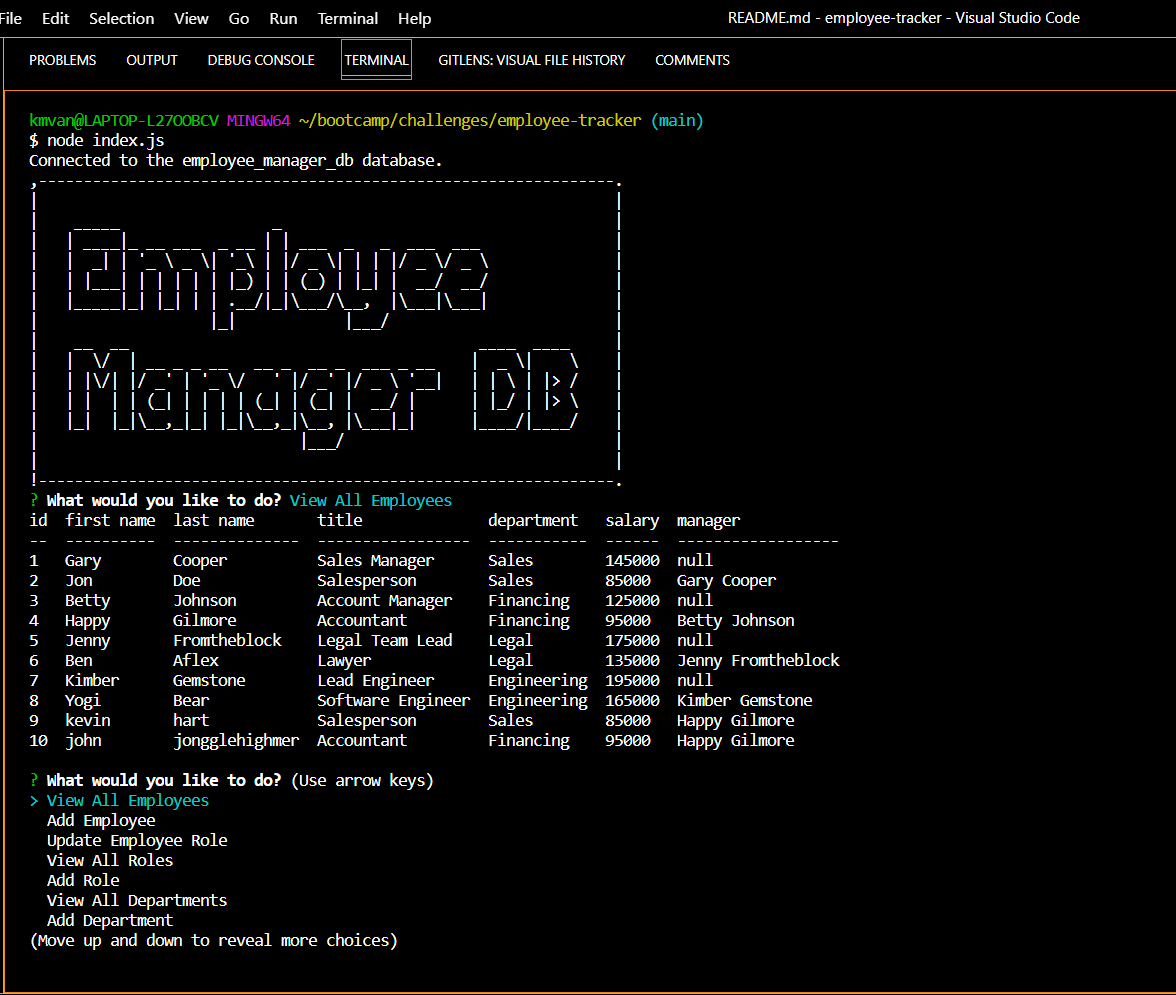 File Edit Selection View Go Run Terminal Help README.md - employee-tracker - Visual Studio Code
PROBLEMS OUTPUT DEBUG CONSOLE TERMINAL GITLENS: VISUAL FILE HISTORY COMMENTS
kmvan@LAPTOP-L27OOBCV MINGW64 ~/bootcamp/challenges/employee-tracker (main)
$ node index.js
Connected to the employee_manager_db database.
Employee
Manager DB
? What would you like to do? View All Employees
id first name last name title department salary manager
-- ---------- -------------- ----------------- ----------- ------ ------------------
1 Gary Cooper Sales Manager Sales 145000 null
2 Jon Doe Salesperson Sales 85000 Gary Cooper
3 Betty Johnson Account Manager Financing 125000 null
4 Happy Gilmore Accountant Financing 95000 Betty Johnson
5 Jenny Fromtheblock Legal Team Lead Legal 175000 null
6 Ben Aflex Lawyer Legal 135000 Jenny Fromtheblock
7 Kimber Gemstone Lead Engineer Engineering 195000 null
8 Yogi Bear Software Engineer Engineering 165000 Kimber Gemstone
9 kevin hart Salesperson Sales 85000 Happy Gilmore
10 john jongglehighmer Accountant Financing 95000 Happy Gilmore
? What would you like to do? (Use arrow keys)
> View All Employees
Add Employee
Update Employee Role
View All Roles
Add Role
View All Departments
Add Department
(Move up and down to reveal more choices)